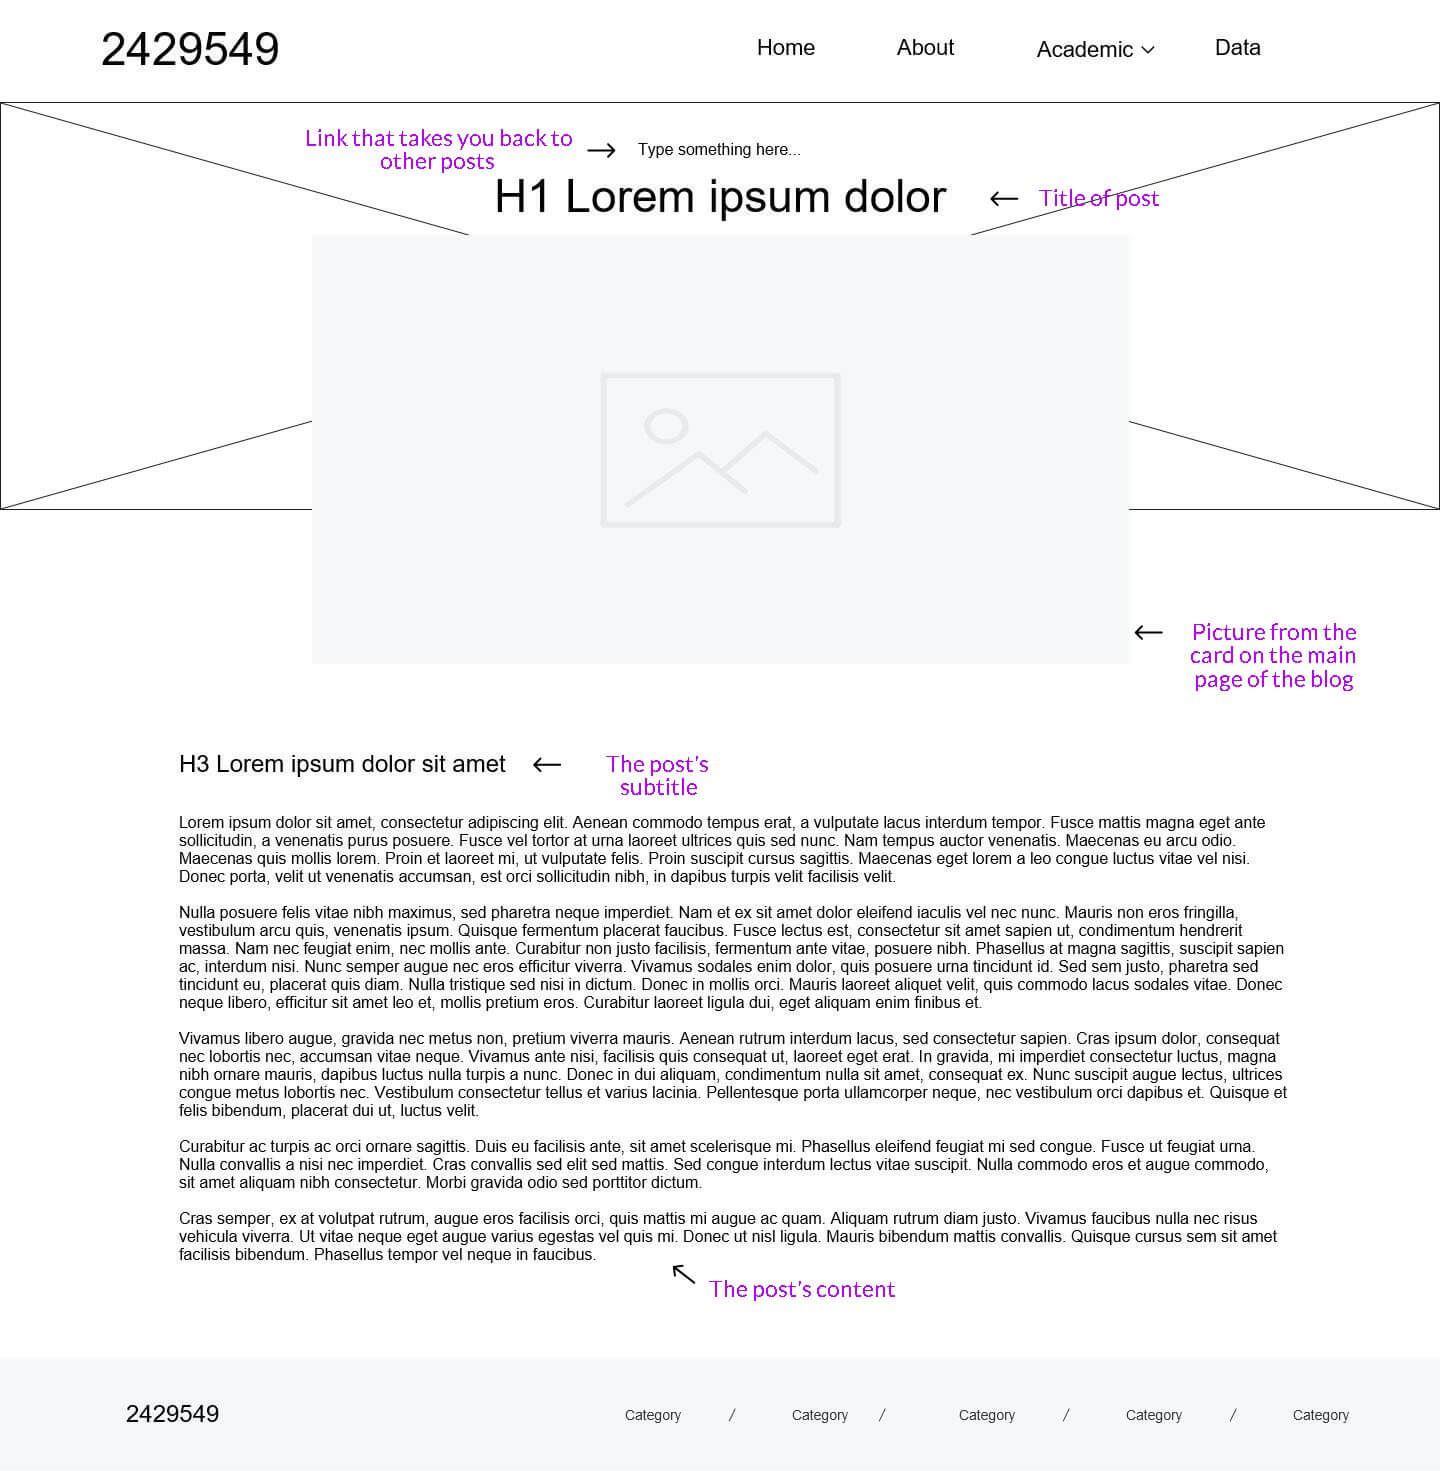 2429549
Home About Academic Data
Link that takes you back to
other posts
Type something here...
H1 Lorem ipsum dolor
Title of post
Picture from the
card on the main
page of the blog
H3 Lorem ipsum dolor sit amet
The post's
subtitle
Lorem ipsum dolor sit amet, consectetur adipiscing elit. Aenean commodo tempus erat, a vulputate lacus interdum tempor. Fusce mattis magna eget ante
sollicitudin, a venenatis purus posuere. Fusce vel tortor at urna laoreet ultrices quis sed nunc. Nam tempus auctor venenatis. Maecenas eu arcu odio.
Maecenas quis mollis lorem. Proin et laoreet mi, ut vulputate felis. Proin suscipit cursus sagittis. Maecenas eget lorem a leo congue luctus vitae vel nisi.
Donec porta, velit ut venenatis accumsan, est orci sollicitudin nibh, in dapibus turpis velit facilisis velit.
Nulla posuere felis vitae nibh maximus, sed pharetra neque imperdiet. Nam et ex sit amet dolor eleifend iaculis vel nec nunc. Mauris non eros fringilla,
vestibulum arcu quis, venenatis ipsum. Quisque fermentum placerat faucibus. Fusce lectus est, consectetur sit amet sapien ut, condimentum hendrerit
massa. Nam nec feugiat enim, nec mollis ante. Curabitur non justo facilisis, fermentum ante vitae, posuere nibh. Phasellus at magna sagittis, suscipit sapien
ac, interdum nisi. Nunc semper augue nec eros efficitur viverra. Vivamus sodales enim dolor, quis posuere urna tincidunt id. Sed sem justo, pharetra sed
tincidunt eu, placerat quis diam. Nulla tristique sed nisi in dictum. Donec in mollis orci. Mauris laoreet aliquet velit, quis commodo lacus sodales vitae. Donec
neque libero, efficitur sit amet leo et, mollis pretium eros. Curabitur laoreet ligula dui, eget aliquam enim finibus et.
Vivamus libero augue, gravida nec metus non, pretium viverra mauris. Aenean rutrum interdum lacus, sed consectetur sapien. Cras ipsum dolor, consequat
nec lobortis nec, accumsan vitae neque. Vivamus ante nisi, facilisis quis consequat ut, laoreet eget erat. In gravida, mi imperdiet consectetur luctus, magna
nibh ornare mauris, dapibus luctus nulla turpis a nunc. Donec in dui aliquam, condimentum nulla sit amet, consequat ex. Nunc suscipit augue lectus, ultrices
congue metus lobortis nec. Vestibulum consectetur tellus et varius lacinia. Pellentesque porta ullamcorper neque, nec vestibulum orci dapibus et. Quisque et
felis bibendum, placerat dui ut, luctus velit.
Curabitur ac turpis ac orci ornare sagittis. Duis eu facilisis ante, sit amet scelerisque mi. Phasellus eleifend feugiat mi sed congue. Fusce ut feugiat urna.
Nulla convallis a nisi nec imperdiet. Cras convallis sed elit sed mattis. Sed congue interdum lectus vitae suscipit. Nulla commodo eros et augue commodo,
sit amet aliquam nibh consectetur. Morbi gravida odio sed porttitor dictum.
Cras semper, ex at volutpat rutrum, augue eros facilisis orci, quis mattis mi augue ac quam. Aliquam rutrum diam justo. Vivamus faucibus nulla nec risus
vehicula viverra. Ut vitae neque eget augue varius egestas vel quis mi. Donec ut nisl ligula. Mauris bibendum mattis convallis. Quisque cursus sem sit amet
facilisis bibendum. Phasellus tempor vel neque in faucibus.
The post's content
2429549
Category / Category / Category / Category / Category